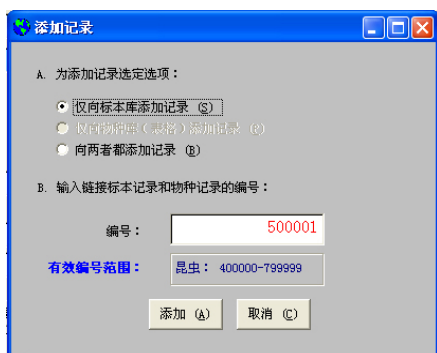 添加记录
A. 为添加记录选定选项：
仅向标本库添加记录 (S)
仅向物种库（表格）添加记录 (P)
向两者都添加记录 (B)
B. 输入链接标本记录和物种记录的编号：
编号： 500001
有效编号范围： 昆虫： 400000-799999
添加 (A) 取消 (C)